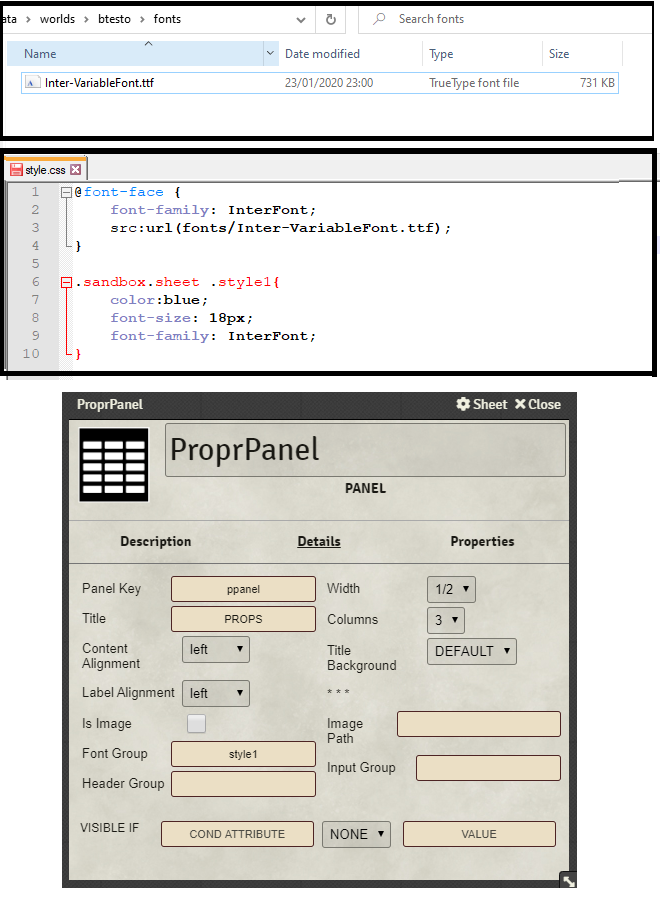 ata > worlds > btesto > fonts
Search fonts
Name Date modified Type Size
Inter-VariableFont.ttf 23/01/2020 23:00 TrueType font file 731 KB
style.css
1 @font-face {
2 font-family: InterFont;
3 src:url(fonts/Inter-VariableFont.ttf);
4 }
5
6 .sandbox.sheet .style1{
7 color:blue;
8 font-size: 18px;
9 font-family: InterFont;
10 }
ProprPanel Sheet Close
ProprPanel
PANEL
Description Details Properties
Panel Key ppanel Width 1/2
Title PROPS Columns 3
Content
Alignment left Title
Background DEFAULT
Label Alignment left * * *
Is Image Image
Path
Font Group style1 Input Group
Header Group
VISIBLE IF COND ATTRIBUTE NONE VALUE